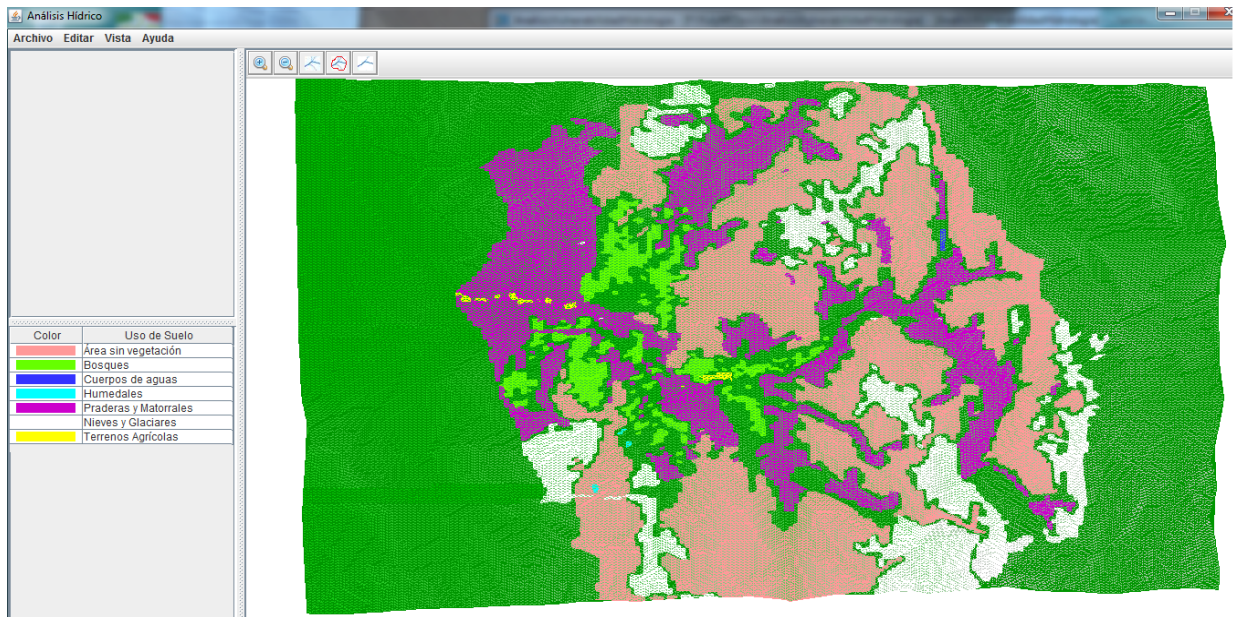 Análisis Hídrico
Archivo Editar Vista Ayuda
Color Uso de Suelo
Área sin vegetación
Bosques
Cuerpos de aguas
Humedales
Praderas y Matorrales
Nieves y Glaciares
Terrenos Agrícolas